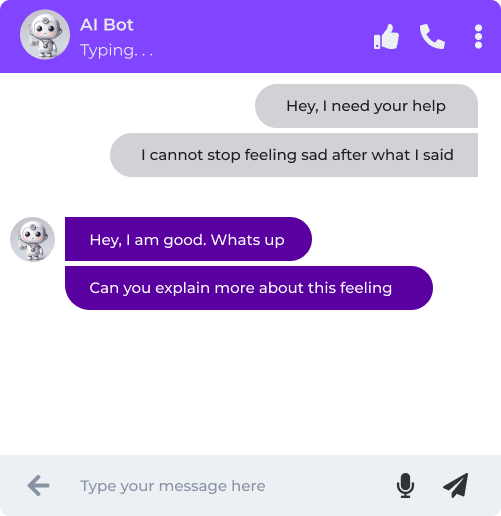 AI Bot
Typing. . .
Hey, I need your help
I cannot stop feeling sad after what I said
Hey, I am good. Whats up
Can you explain more about this feeling
Type your message here